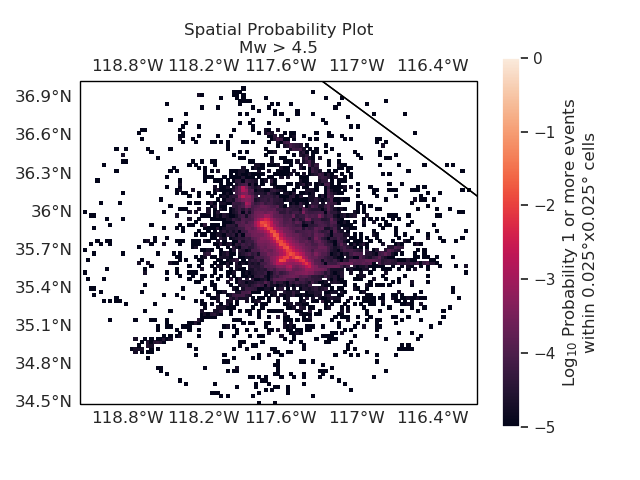 Spatial Probability Plot
Mw > 4.5
118.8°W 118.2°W 117.6°W 117°W 116.4°W
36.9°N
36.6°N
36.3°N
36°N
35.7°N
35.4°N
35.1°N
34.8°N
34.5°N
118.8°W 118.2°W 117.6°W 117°W 116.4°W
0
−1
−2
−3
−4
−5
Log₁₀ Probability 1 or more events
within 0.025°x0.025° cells